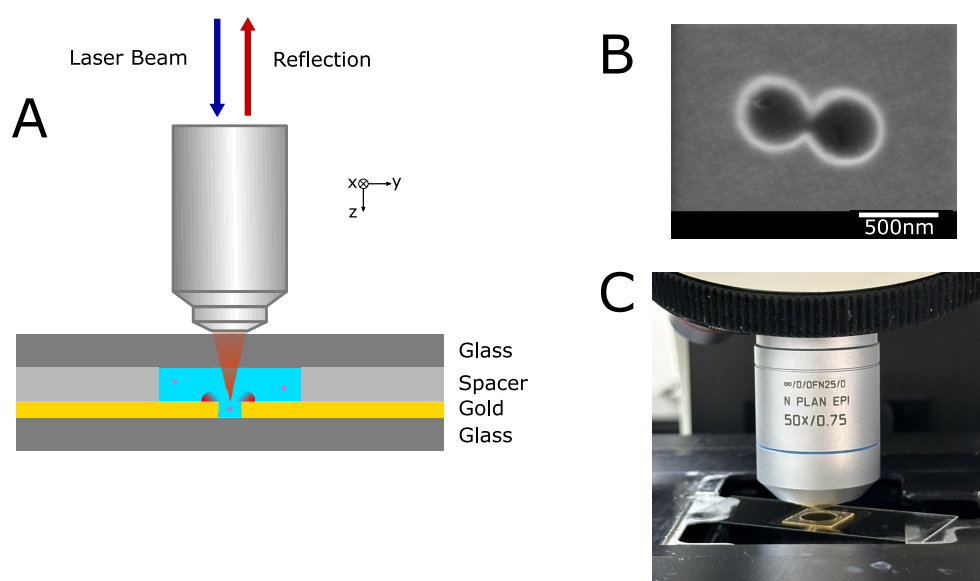 A
Laser Beam
Reflection
x
y
z
Glass
Spacer
Gold
Glass
B
500nm
C
∞/0/OFN25/D
N PLAN EPI
50x/0.75